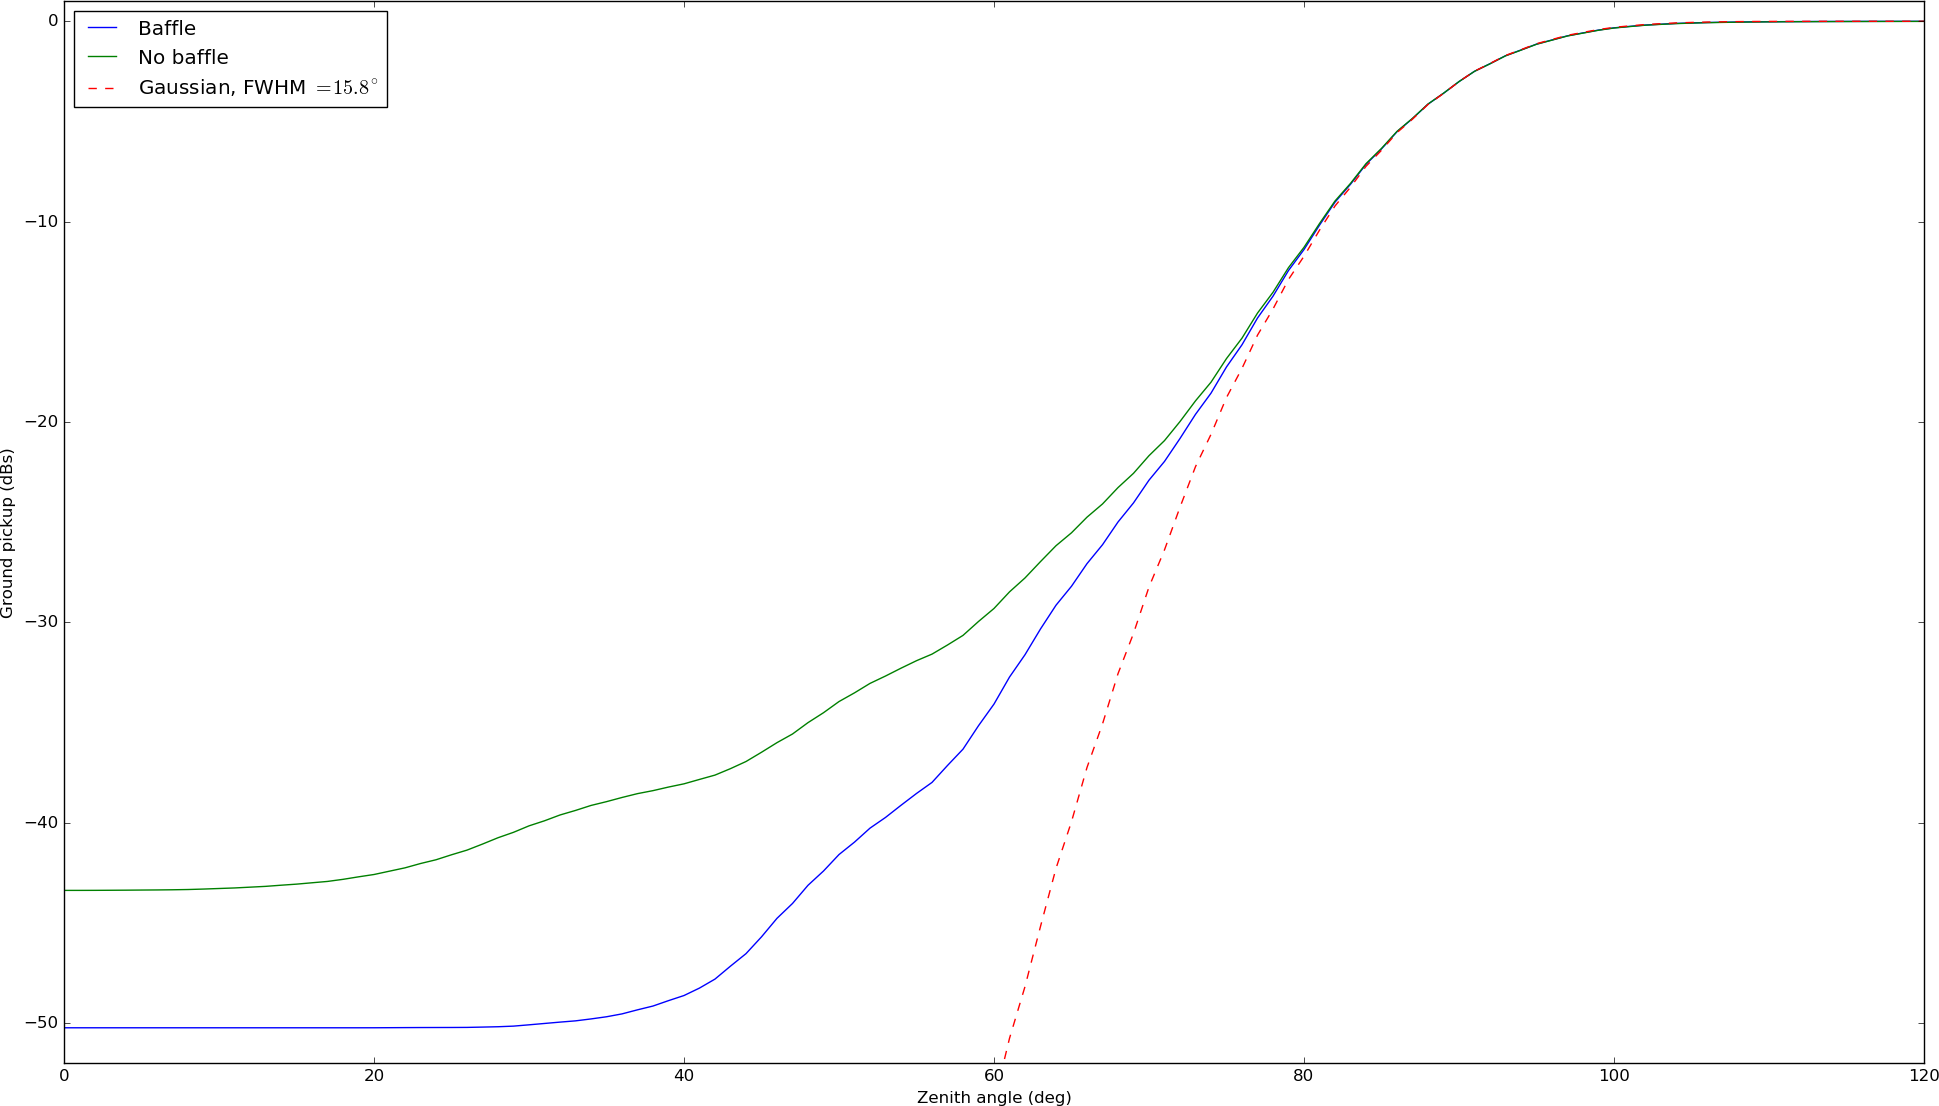 Baffle
No baffle
Gaussian, FWHM =15.8°
0
−10
−20
−30
−40
−50
Ground pickup (dBs)
0 20 40 60 80 100 120
Zenith angle (deg)